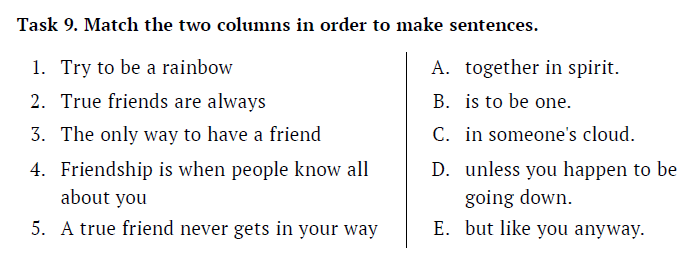 Task 9. Match the two columns in order to make sentences.
1. Try to be a rainbow
2. True friends are always
3. The only way to have a friend
4. Friendship is when people know all
about you
5. A true friend never gets in your way
A. together in spirit.
B. is to be one.
C. in someone's cloud.
D. unless you happen to be
going down.
E. but like you anyway.